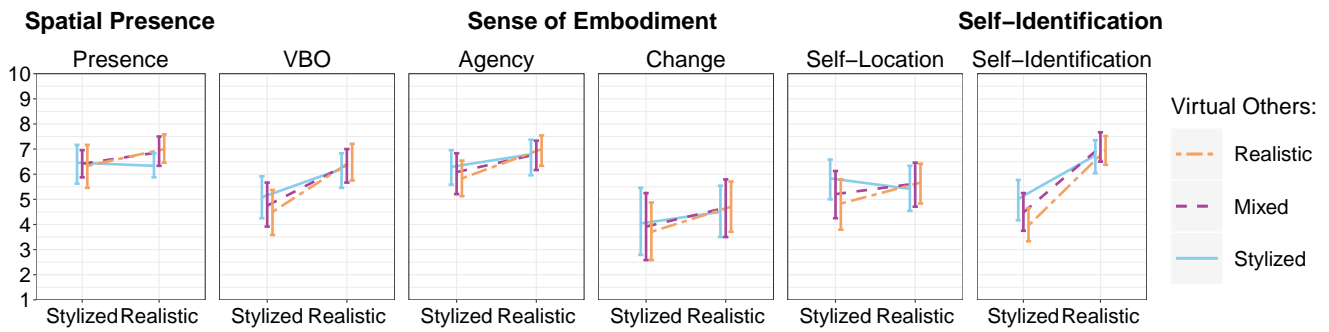 Spatial Presence Sense of Embodiment Self−Identification
Presence VBO Agency Change Self−Location Self−Identification
10
9
8
7
6
5
4
3
2
1
Stylized Realistic Stylized Realistic Stylized Realistic Stylized Realistic Stylized Realistic Stylized Realistic
Virtual Others:
Realistic
Mixed
Stylized